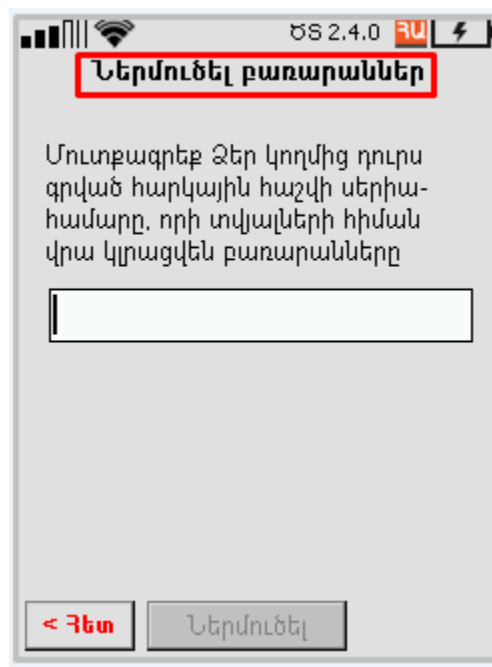 ԾՏ 2.4.0 ՀԱ
Ներմուծել բառարաններ
Մուտքագրեք Ձեր կողմից դուրս
գրված հարկային հաշվի սերիա-
համարը, որի տվյալների հիման
վրա կլրացվեն բառարանները
< Հետ Ներմուծել